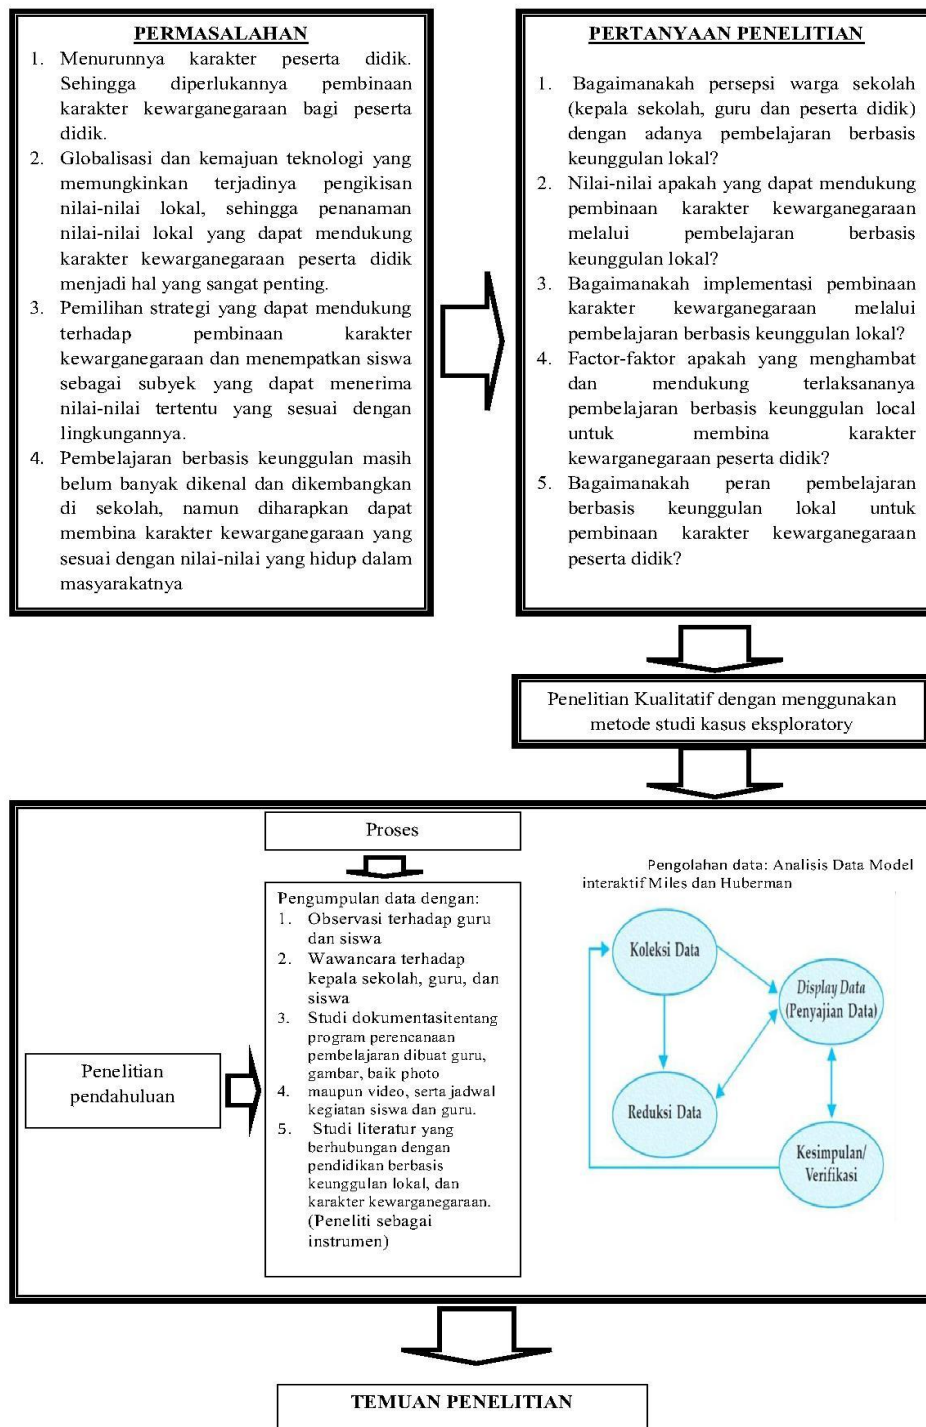 PERMASALAHAN
1. Menurunnya karakter peserta didik.
Sehingga diperlukannya pembinaan
karakter kewarganegaraan bagi peserta
didik.
2. Globalisasi dan kemajuan teknologi yang
memungkinkan terjadinya pengikisan
nilai-nilai lokal, sehingga penanaman
nilai-nilai lokal yang dapat mendukung
karakter kewarganegaraan peserta didik
menjadi hal yang sangat penting.
3. Pemilihan strategi yang dapat mendukung
terhadap pembinaan karakter
kewarganegaraan dan menempatkan siswa
sebagai subyek yang dapat menerima
nilai-nilai tertentu yang sesuai dengan
lingkungannya.
4. Pembelajaran berbasis keunggulan masih
belum banyak dikenal dan dikembangkan
di sekolah, namun diharapkan dapat
membina karakter kewarganegaraan yang
sesuai dengan nilai-nilai yang hidup dalam
masyarakatnya
PERTANYAAN PENELITIAN
1. Bagaimanakah persepsi warga sekolah
(kepala sekolah, guru dan peserta didik)
dengan adanya pembelajaran berbasis
keunggulan lokal?
2. Nilai-nilai apakah yang dapat mendukung
pembinaan karakter kewarganegaraan
melalui pembelajaran berbasis
keunggulan lokal?
3. Bagaimanakah implementasi pembinaan
karakter kewarganegaraan melalui
pembelajaran berbasis keunggulan lokal?
4. Factor-faktor apakah yang menghambat
dan mendukung terlaksananya
pembelajaran berbasis keunggulan local
untuk membina karakter
kewarganegaraan peserta didik?
5. Bagaimanakah peran pembelajaran
berbasis keunggulan lokal untuk
pembinaan karakter kewarganegaraan
peserta didik?
Penelitian Kualitatif dengan menggunakan
metode studi kasus eksploratory
Penelitian
pendahuluan
Proses
Pengumpulan data dengan:
1. Observasi terhadap guru
dan siswa
2. Wawancara terhadap
kepala sekolah, guru, dan
siswa
3. Studi dokumentasitentang
program perencanaan
pembelajaran dibuat guru,
gambar, baik photo
4. maupun video, serta jadwal
kegiatan siswa dan guru.
5. Studi literatur yang
berhubungan dengan
pendidikan berbasis
keunggulan lokal, dan
karakter kewarganegaraan.
(Peneliti sebagai
instrumen)
Pengolahan data: Analisis Data Model
interaktif Miles dan Huberman
Koleksi Data
Display Data
(Penyajian Data)
Reduksi Data
Kesimpulan/
Verifikasi
TEMUAN PENELITIAN